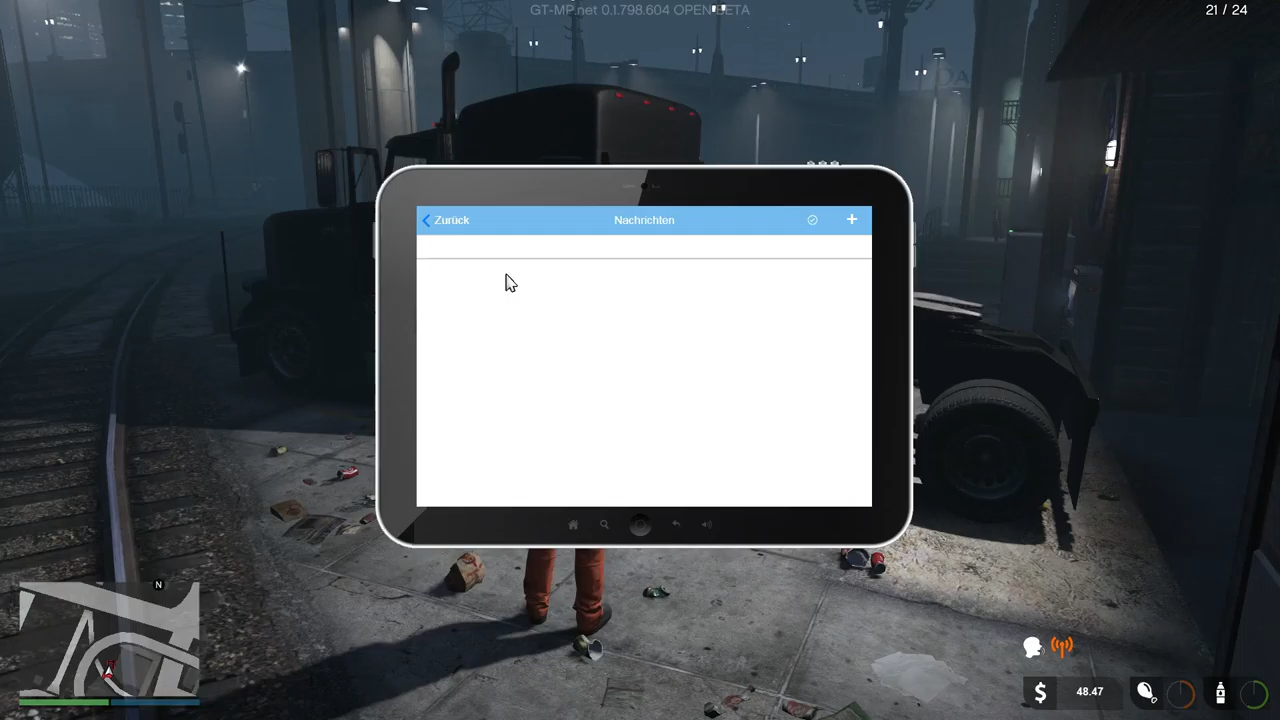 GT-MP.net 0.1.798.604 OPEN BETA
21 / 24
Zurück
Nachrichten
N
$ 48.47